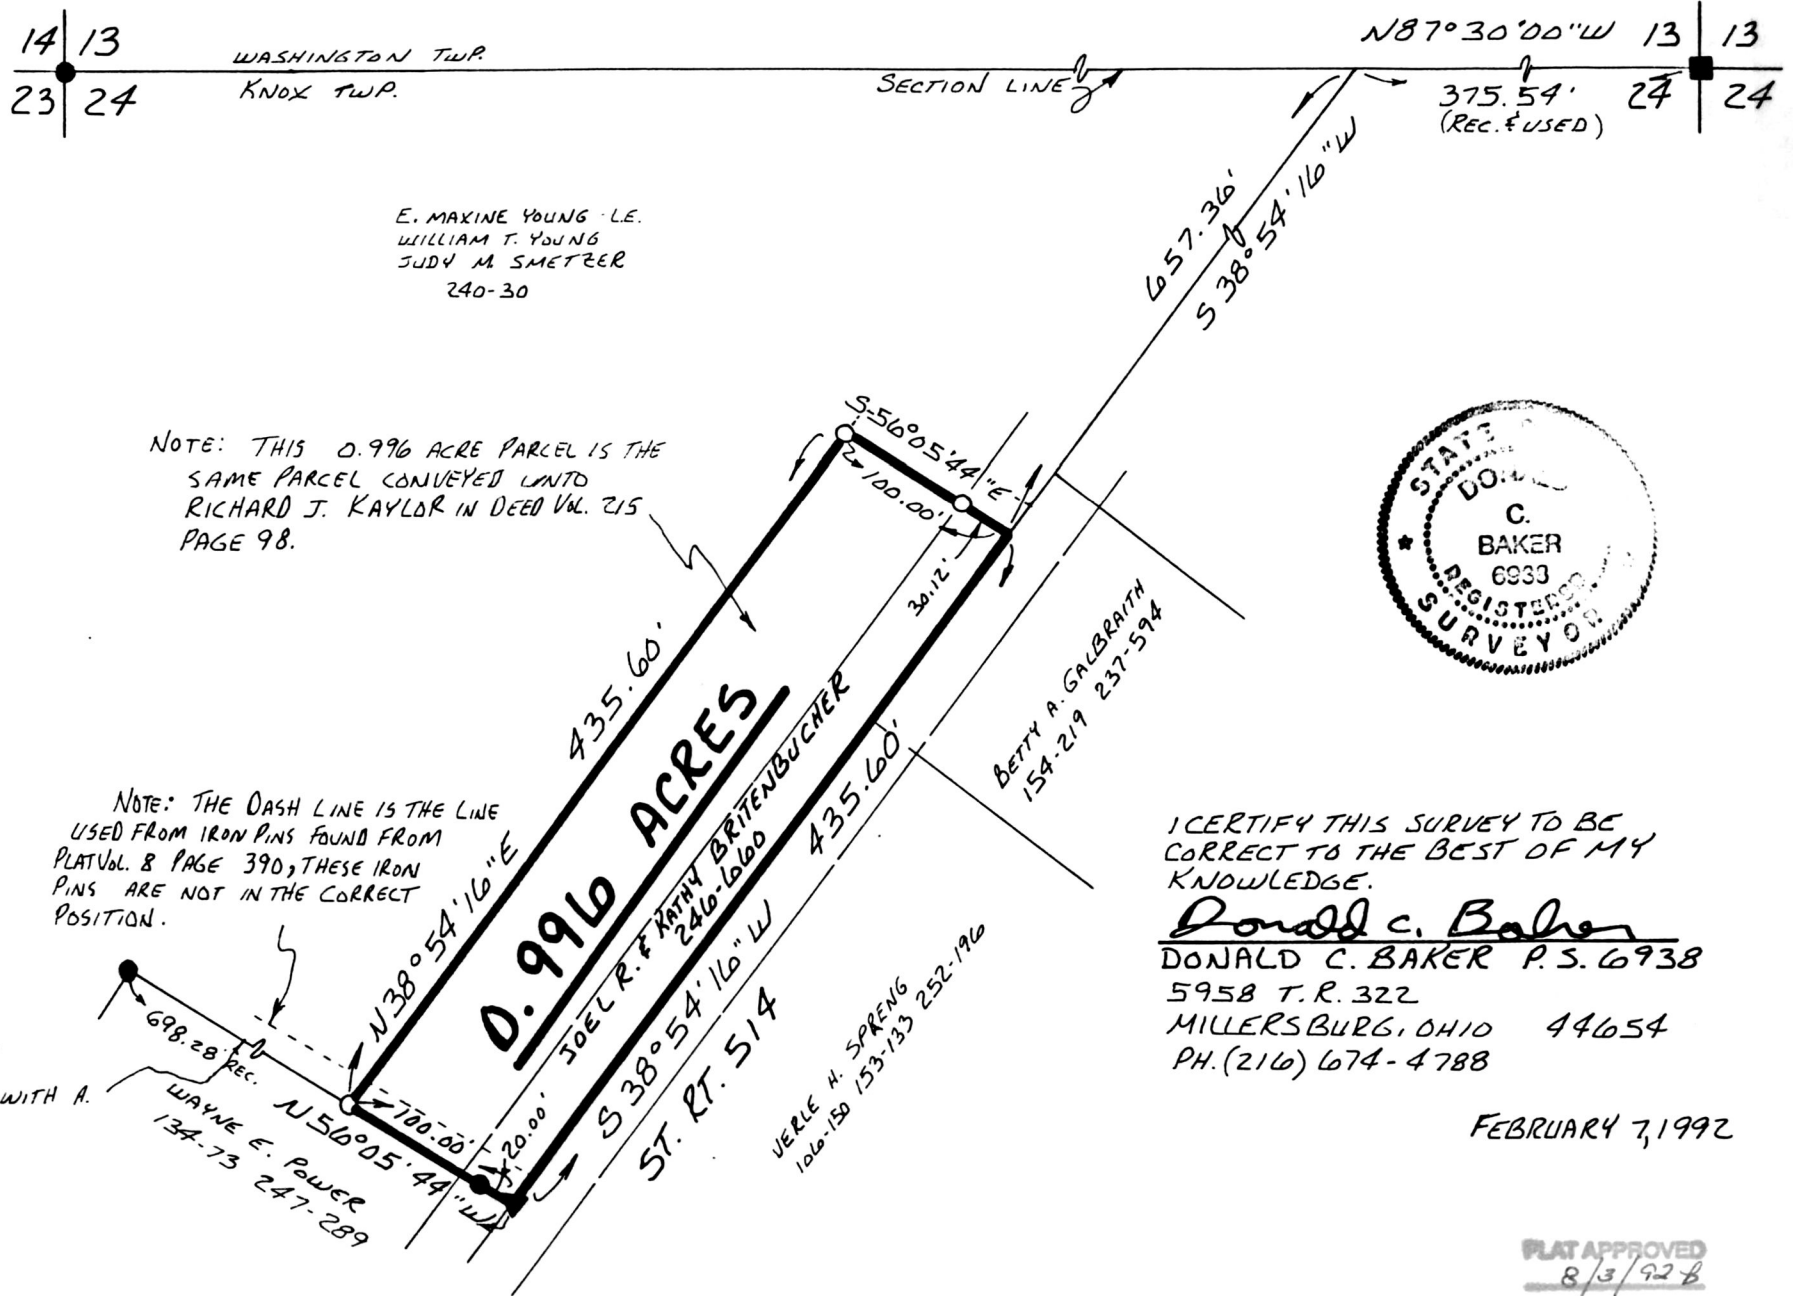 14 13
WASHINGTON TWP.
23 24
KNOX TWP.
SECTION LINE
N87°30'00"W
13 13
375.54'
(REC. & USED)
24 24
657.36'
S 38°54'16"W
E. MAXINE YOUNG L.E.
WILLIAM T. YOUNG
JUDY M SMETZER
240-30
NOTE: THIS 0.996 ACRE PARCEL IS THE
SAME PARCEL CONVEYED UNTO
RICHARD J. KAYLOR IN DEED VOL. 215
PAGE 98.
S-56°05'44"E
100.00'
30.12'
435.60'
N38°54'16"E
0.996 ACRES
JOEL R. & KATHY BRITENBUCHER
246-660
435.60'
S 38°54'16"W
ST. RT. 514
BETTY A. GALBRAITH
154-219 237-594
VERLE H. SPRENG
106-150 153-133 252-196
NOTE: THE DASH LINE IS THE LINE
USED FROM IRON PINS FOUND FROM
PLAT VOL. 8 PAGE 390, THESE IRON
PINS ARE NOT IN THE CORRECT
POSITION.
698.28' REC.
WITH A.
WAYNE E. POWER
134-73 247-289
N56°05'44"W
100.00'
20.00'
STATE
DONALD
C.
BAKER
6938
REGISTERED
SURVEYOR
I CERTIFY THIS SURVEY TO BE
CORRECT TO THE BEST OF MY
KNOWLEDGE.
Donald C. Baker
DONALD C. BAKER P.S. 6938
5958 T.R. 322
MILLERSBURG, OHIO 44654
PH. (216) 674-4788
FEBRUARY 7, 1992
PLAT APPROVED
8/3/92